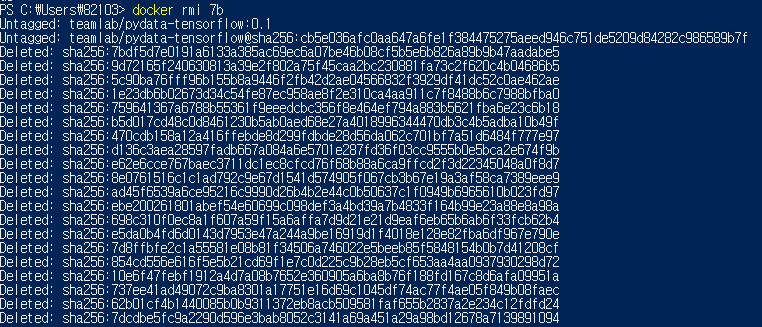 PS C:₩Users₩82103> docker rmi 7b
Untagged: teamlab/pydata-tensorflow:0.1
Untagged: teamlab/pydata-tensorflow@sha256:cb5e036afc0aa647a6fe1f384475275aeed946c751de5209d84282c986589b7f
Deleted: sha256:7bdf5d7e0191a6133a385ac69ec6a07be46b08cf5b5e6b826a89b9b47aadabe5
Deleted: sha256:9d72165f240630813a39e2f802a75f45caa2bc230881fa73c2f620c4b04686b5
Deleted: sha256:5c90ba76fff96b155b8a9446f2fb42d2ae04566832f3929df41dc52c0ae462ae
Deleted: sha256:1e23db6b02673d34c54fe87ec958ae8f2e310ca4aa911c7f8488b6c7988bfba0
Deleted: sha256:759641367a6788b55361f9eeedcbc356f8e464ef794a883b5621fba6e23c6b18
Deleted: sha256:b5d017cd48c0d8461230b5ab0aed68e27a4018996344470db3c4b5adba10b49f
Deleted: sha256:470cdb158a12a416ffebde8d299fdbde28d56da062c701bf7a51d6484f777e97
Deleted: sha256:d136c3aea28597fadb667a084a6e5701e287fd36f03cc9555b0e5bca2e674f9b
Deleted: sha256:e62e6cce767baec3711dc1ec8cfcd76f68b88a6ca9ffcd2f3d22345048a0f8d7
Deleted: sha256:8e0761516c1c1ad792c9e67d1541d574905f067cb3b67e19a3af58ca7389eee9
Deleted: sha256:ad45f6539a6ce95216c9990d26b4b2e44c0b50637c1f0949b6965610b023fd97
Deleted: sha256:ebe200261801abef54e60699c098def3a4bd39a7b4833f164b99e23a88e8a98a
Deleted: sha256:698c310f0ec8a1f607a59f15a6affa7d9d21e21d9eaf6eb65b6ab6f33fcb62b4
Deleted: sha256:e5da0b4fd6d0143d7953e47a244a9be16919d1f4018e128e82fba6df967e790e
Deleted: sha256:7d8ffbfe2c1a55581e08b81f34506a746022e5beeb85f5848154b0b7d41208cf
Deleted: sha256:854cd556e616f5e5b21cd69f1e7c0d225c9b28eb5cf653aa4aa0937930298d72
Deleted: sha256:10e6f47febf1912a4d7a08b7652e360905a6ba8b76f188fd167c8d6afa09951a
Deleted: sha256:737ee41ad49072c9ba8301a17751e16d69c1045df74ac77f4ae05f849b08faec
Deleted: sha256:62b01cf4b1440085b0b9311372eb8acb509581faf655b2837a2e234c12fdfd24
Deleted: sha256:7dcdbe5fc9a2290d596e3bab8052c3141a69a451a29a98bd12678a7139891094